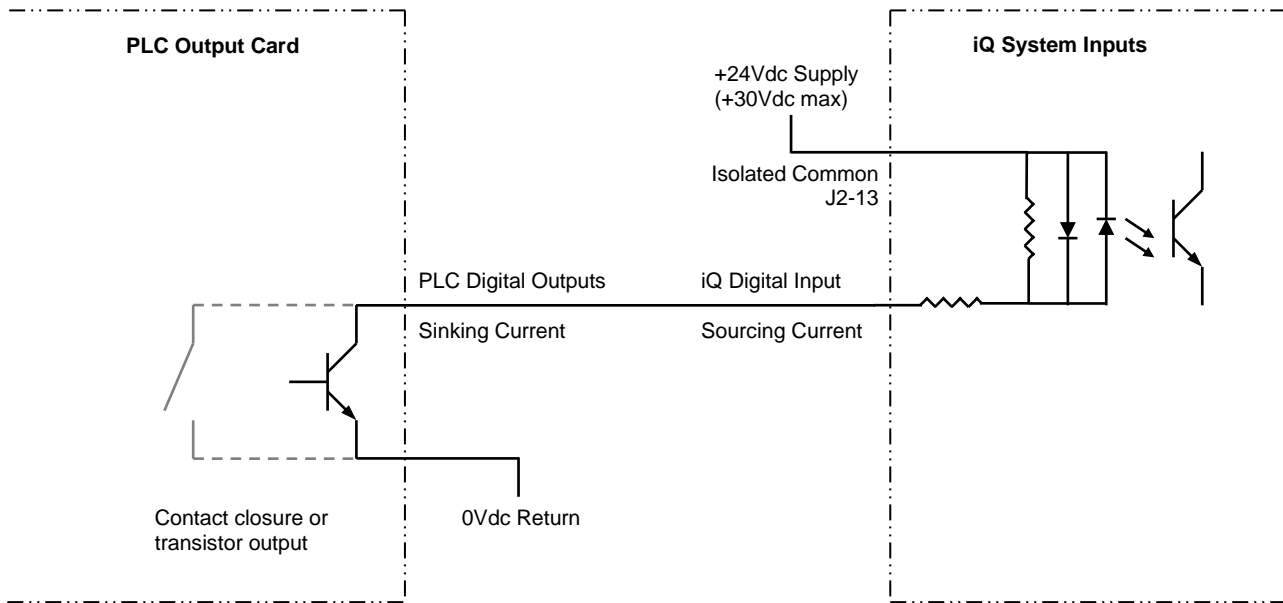 PLC Output Card
iQ System Inputs
+24Vdc Supply
(+30Vdc max)
Isolated Common
J2-13
PLC Digital Outputs
iQ Digital Input
Sinking Current
Sourcing Current
Contact closure or
transistor output
0Vdc Return